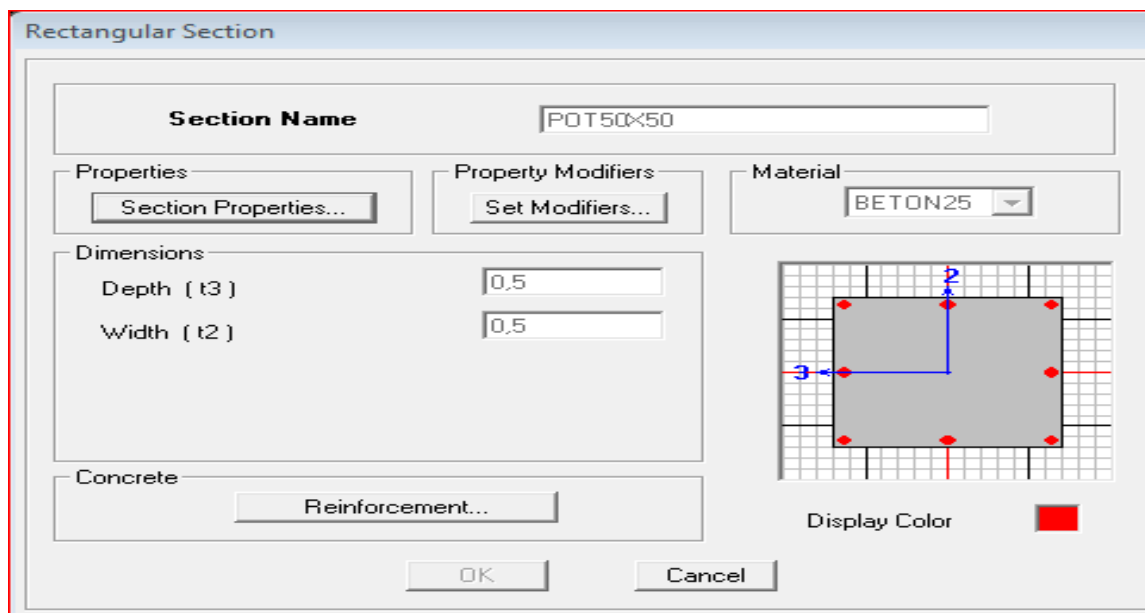 Rectangular Section
Section Name POT50X50
Properties Property Modifiers Material
Section Properties... Set Modifiers... BETON25
Dimensions
Depth ( t3 ) 0,5
Width ( t2 ) 0,5
2
3
Concrete
Reinforcement...
Display Color
OK Cancel